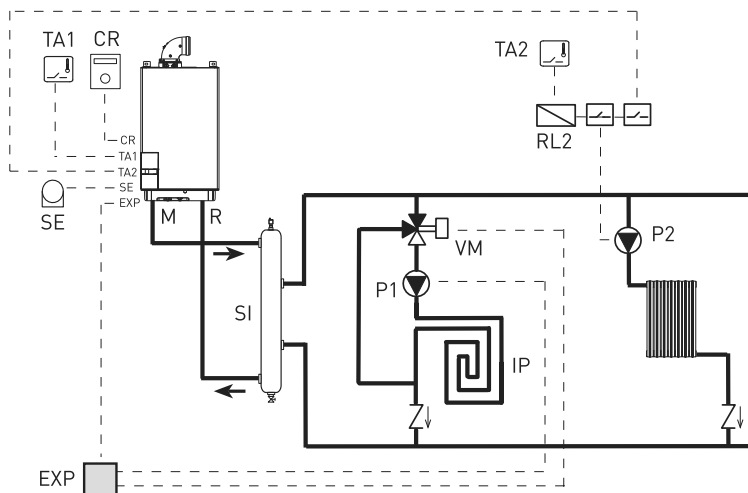 TA1 CR
TA2
RL2
CR
TA1
TA2
SE
EXP
SE
M R
SI
VM
P2
P1
IP
EXP